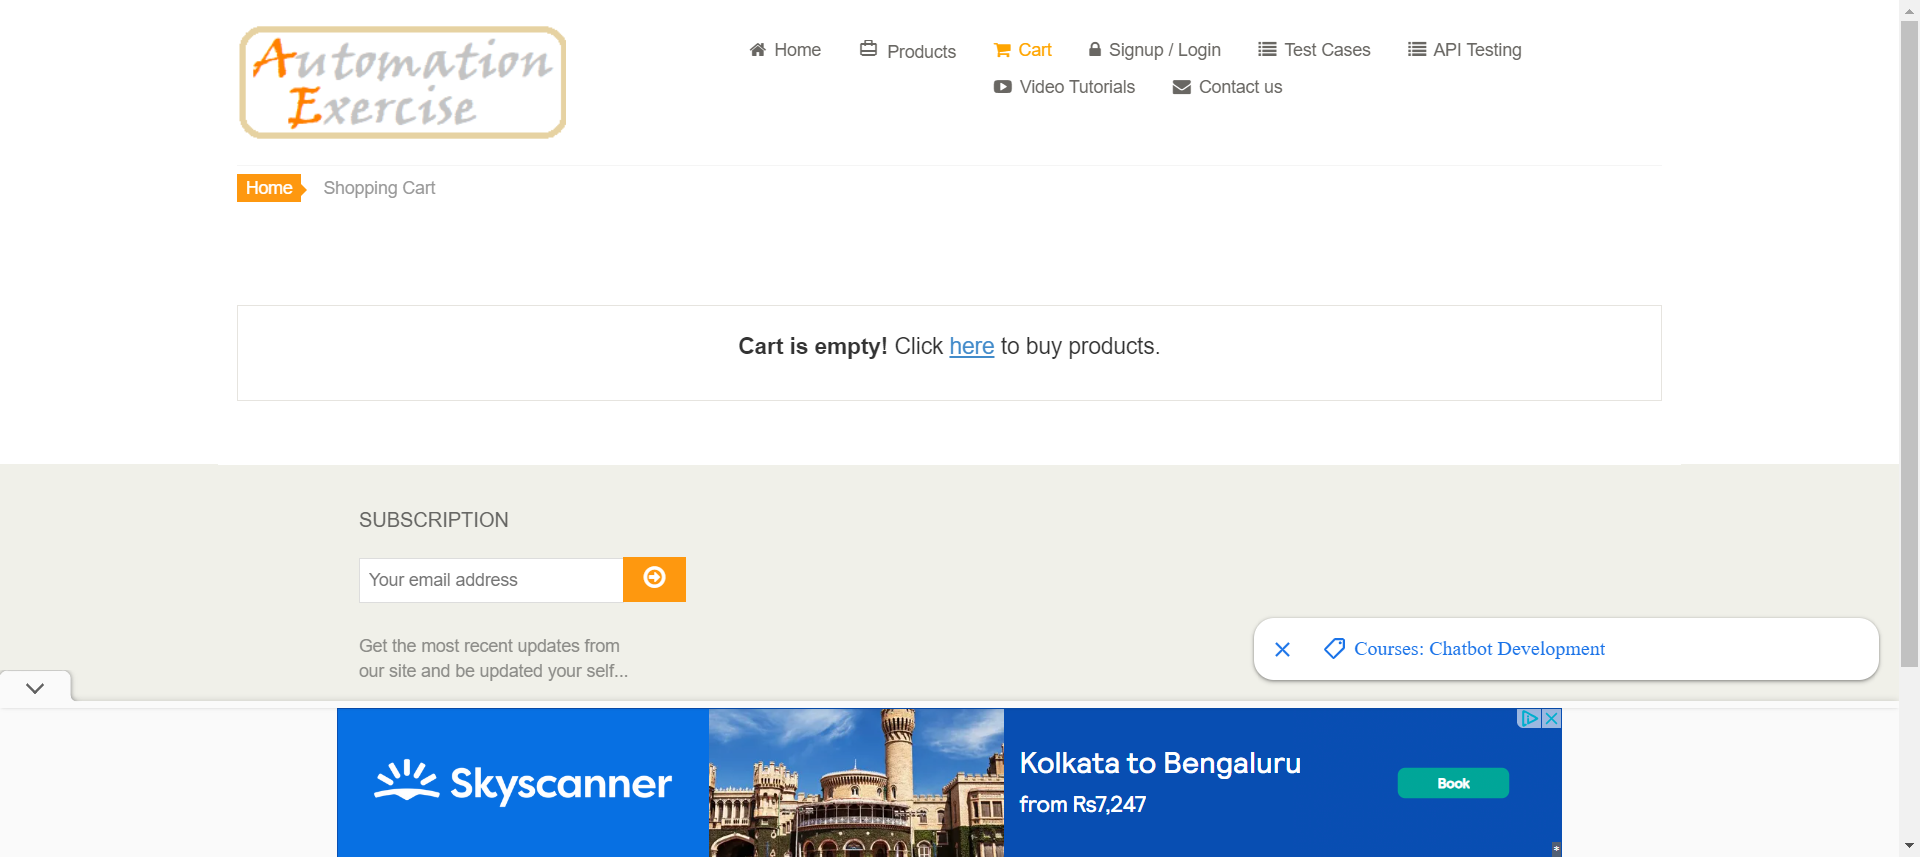 Automation
Exercise
Home
Products
Cart
Signup / Login
Test Cases
API Testing
Video Tutorials
Contact us
Home
Shopping Cart
Cart is empty! Click here to buy products.
SUBSCRIPTION
Your email address
Get the most recent updates from
our site and be updated your self...
Courses: Chatbot Development
Skyscanner
Kolkata to Bengaluru
from Rs7,247
Book